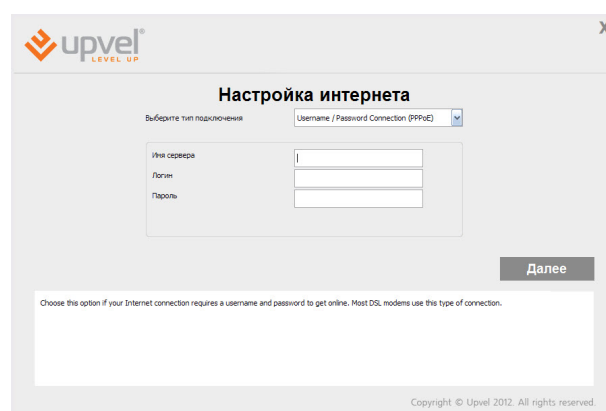 X
upvel®
LEVEL UP
Настройка интернета
Выберите тип подключения
Username / Password Connection (PPPoE)
Имя сервера
Логин
Пароль
Далее
Choose this option if your Internet connection requires a username and password to get online. Most DSL modems use this type of connection.
Copyright © Upvel 2012. All rights reserved.